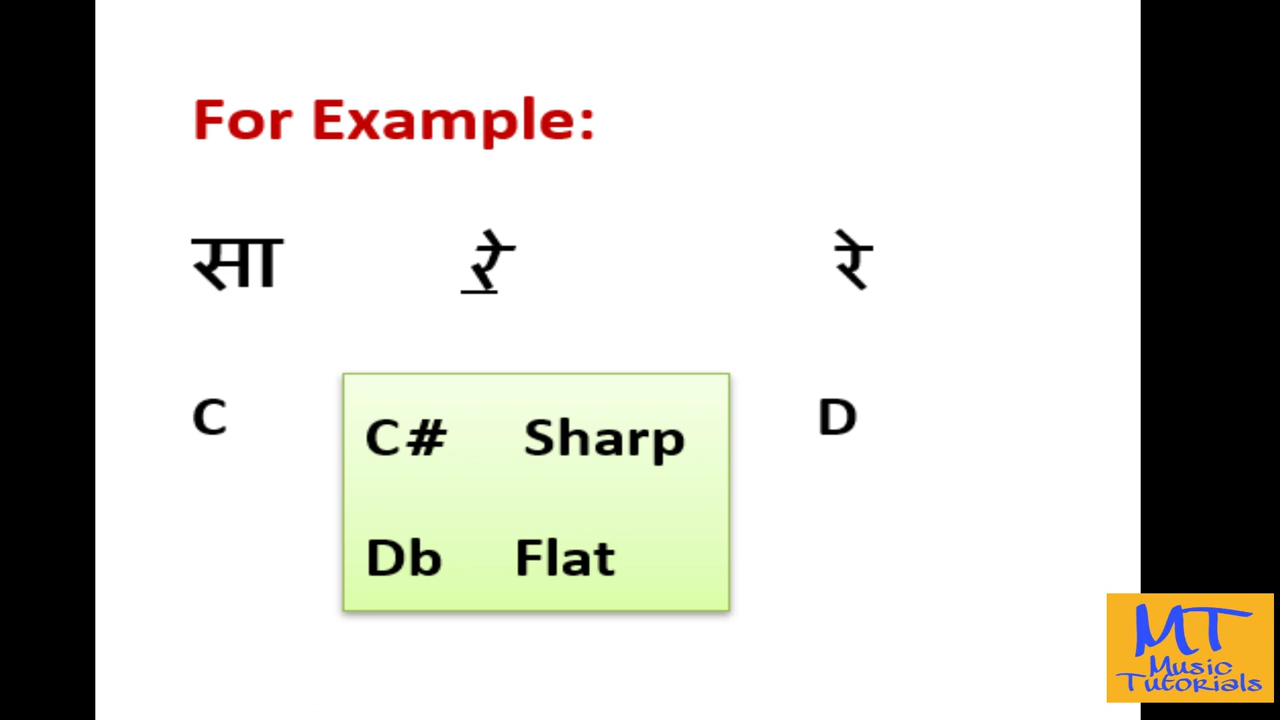 For Example:
सा रे रे
C D
C# Sharp
Db Flat
MT
Music
Tutorials